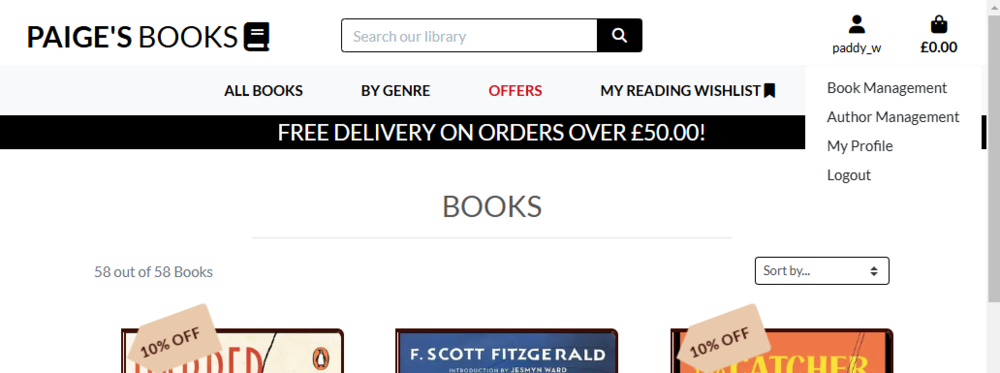 PAIGE'S BOOKS
Search our library
paddy_w
£0.00
ALL BOOKS
BY GENRE
OFFERS
MY READING WISHLIST
Book Management
Author Management
My Profile
Logout
FREE DELIVERY ON ORDERS OVER £50.00!
BOOKS
58 out of 58 Books
Sort by...
10% OFF
F. SCOTT FITZGERALD
INTRODUCTION BY JESMYN WARD
10% OFF
CATCHER